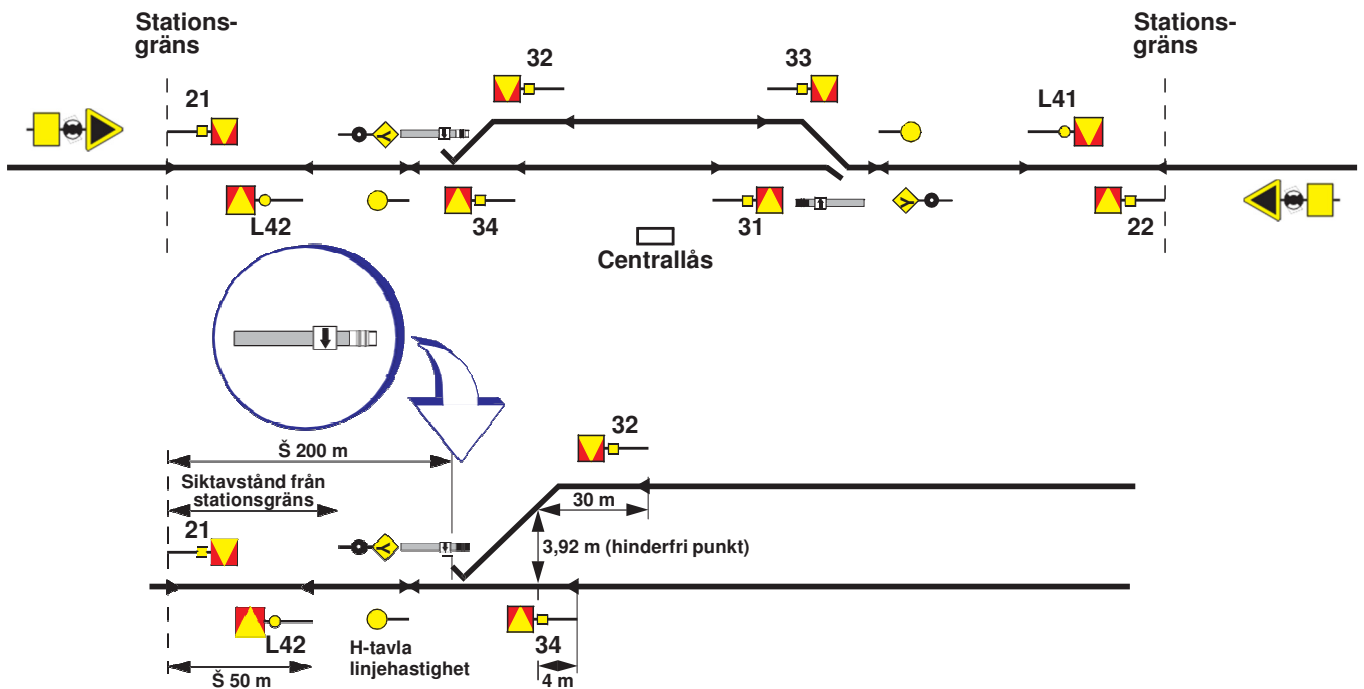 Stations-
gräns
Stations-
gräns
32
33
21
L41
L42
34
31
22
Centrallås
Š 200 m
32
Siktavstånd från
stationsgräns
30 m
21
3,92 m (hinderfri punkt)
L42
H-tavla
linjehastighet
34
Š 50 m
4 m